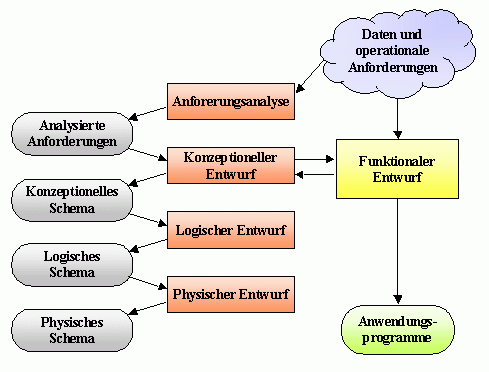 Daten und
operationale
Anforderungen
Anforerungsanalyse
Analysierte
Anforderungen
Konzeptioneller
Entwurf
Funktionaler
Entwurf
Konzeptionelles
Schema
Logischer Entwurf
Logisches
Schema
Physischer Entwurf
Physisches
Schema
Anwendungs-
programme